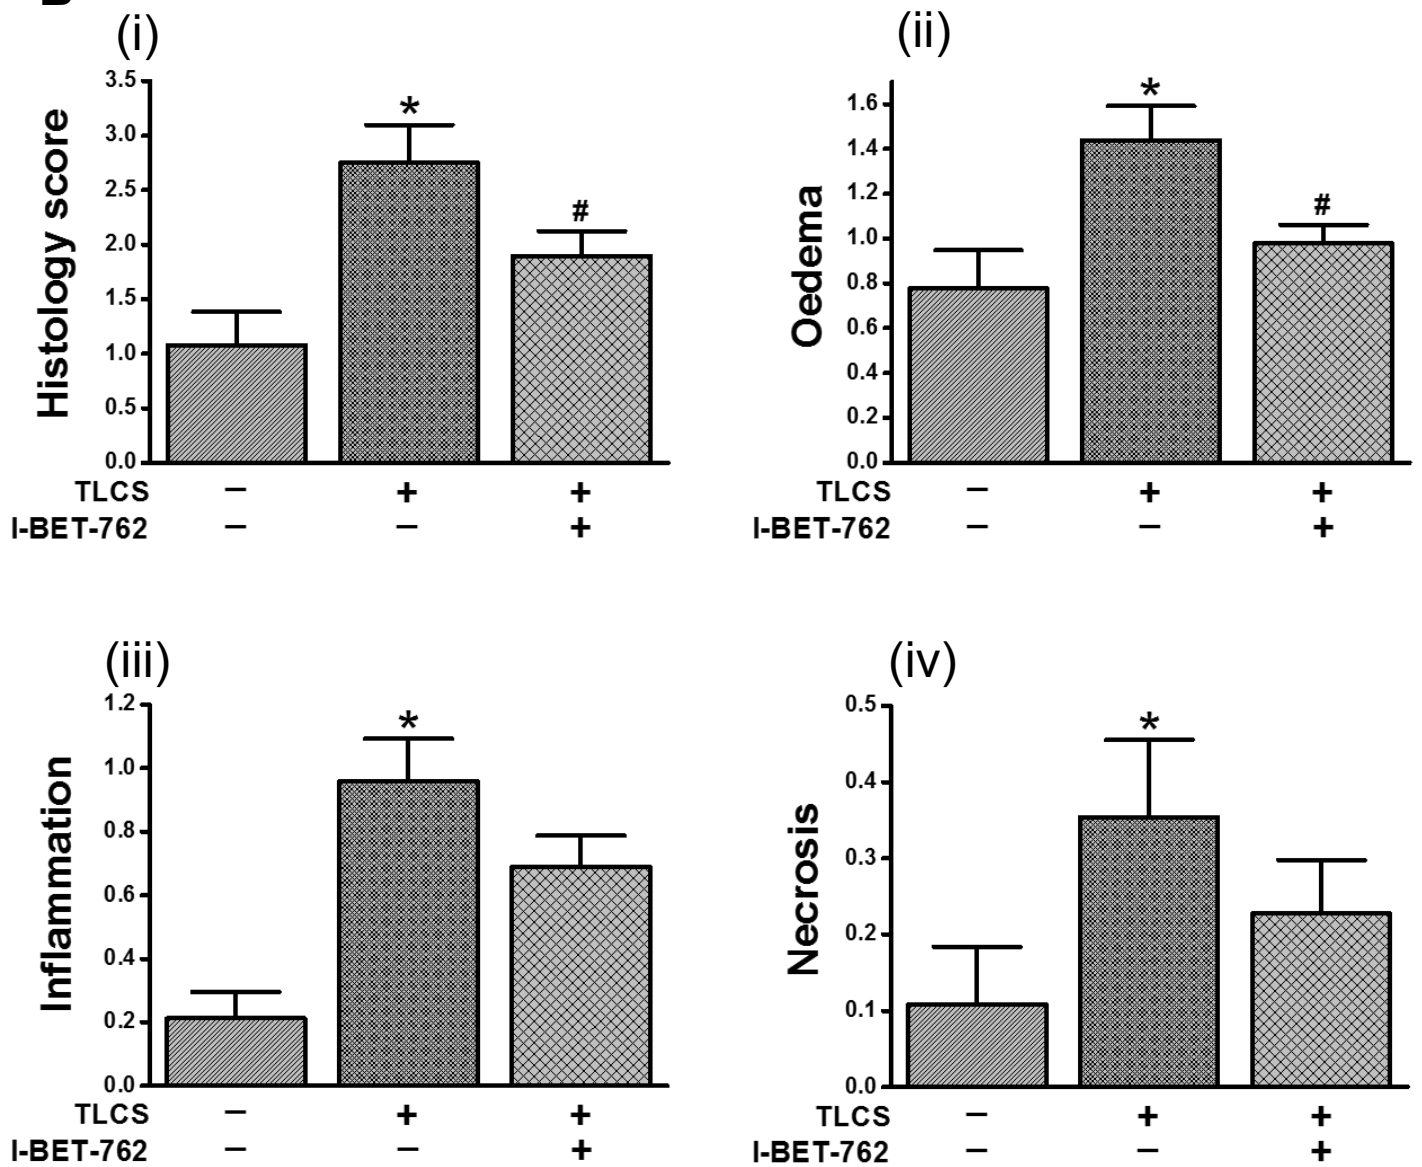 (i)
3.5
3.0
2.5
2.0
1.5
1.0
0.5
0.0
Histology score
*
#
TLCS − + +
I-BET-762 − − +
(ii)
1.6
1.4
1.2
1.0
0.8
0.6
0.4
0.2
0.0
Oedema
*
#
TLCS − + +
I-BET-762 − − +
(iii)
1.2
1.0
0.8
0.6
0.4
0.2
0.0
Inflammation
*
TLCS − + +
I-BET-762 − − +
(iv)
0.5
0.4
0.3
0.2
0.1
0.0
Necrosis
*
TLCS − + +
I-BET-762 − − +